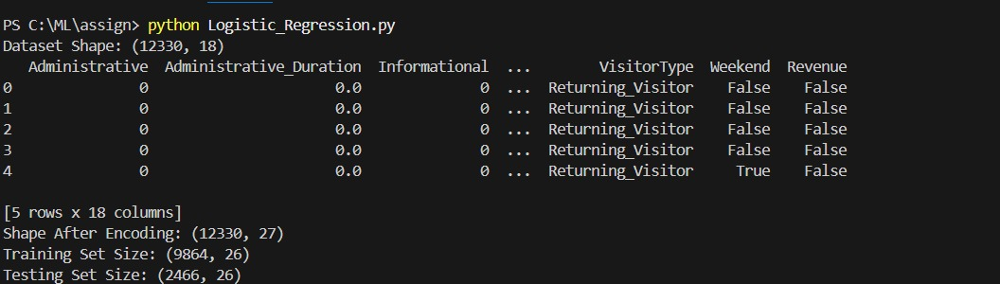 PS C:\ML\assign> python Logistic_Regression.py
Dataset Shape: (12330, 18)
   Administrative  Administrative_Duration  Informational  ...        VisitorType  Weekend  Revenue
0               0                      0.0              0  ...  Returning_Visitor    False    False
1               0                      0.0              0  ...  Returning_Visitor    False    False
2               0                      0.0              0  ...  Returning_Visitor    False    False
3               0                      0.0              0  ...  Returning_Visitor    False    False
4               0                      0.0              0  ...  Returning_Visitor     True    False
[5 rows x 18 columns]
Shape After Encoding: (12330, 27)
Training Set Size: (9864, 26)
Testing Set Size: (2466, 26)